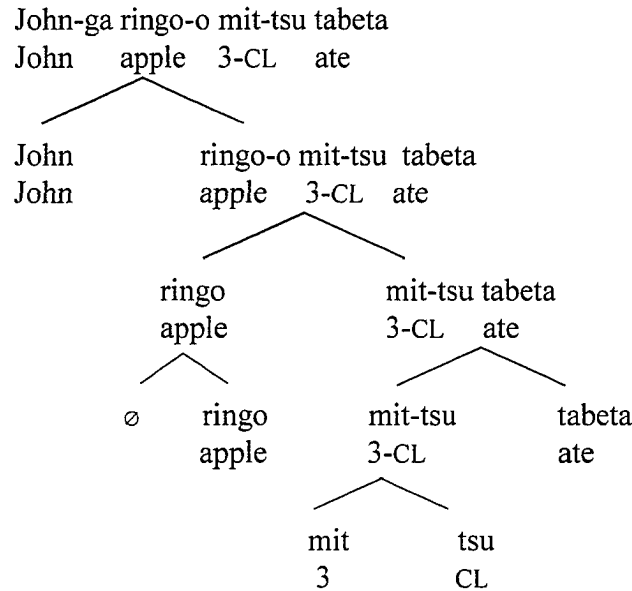 John-ga ringo-o mit-tsu tabeta
John apple 3-CL ate
John ringo-o mit-tsu tabeta
John apple 3-CL ate
ringo mit-tsu tabeta
apple 3-CL ate
∅ ringo mit-tsu tabeta
apple 3-CL ate
mit tsu
3 CL